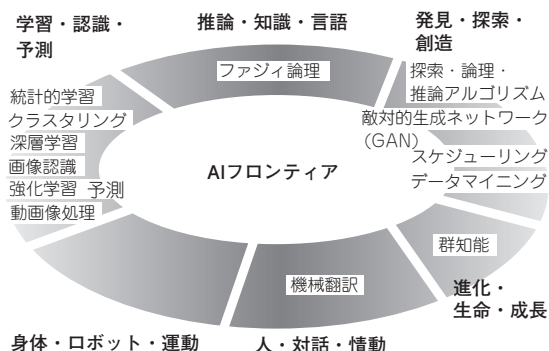 学習・認識・
予測
推論・知識・言語
発見・探索・
創造
ファジィ論理
探索・論理・
推論アルゴリズム
敵対的生成ネットワーク
(GAN)
スケジューリング
データマイニング
統計的学習
クラスタリング
深層学習
画像認識
強化学習 予測
動画像処理
AIフロンティア
群知能
機械翻訳
進化・
生命・成長
身体・ロボット・運動
人・対話・情動